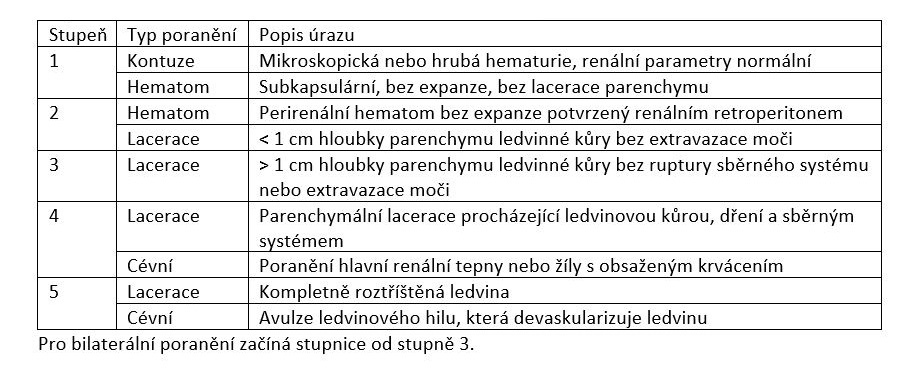 Stupeň Typ poranění Popis úrazu
1 Kontuze Mikroskopická nebo hrubá hematurie, renální parametry normální
Hematom Subkapsulární, bez expanze, bez lacerace parenchymu
2 Hematom Perirenální hematom bez expanze potvrzený renálním retroperitonem
Lacerace < 1 cm hloubky parenchymu ledvinné kůry bez extravazace moči
3 Lacerace > 1 cm hloubky parenchymu ledvinné kůry bez ruptury sběrného systému
nebo extravazace moči
4 Lacerace Parenchymální lacerace procházející ledvinovou kůrou, dření a sběrným
systémem
Cévní Poranění hlavní renální tepny nebo žíly s obsaženým krvácením
5 Lacerace Kompletně roztříštěná ledvina
Cévní Avulze ledvinového hilu, která devaskularizuje ledvinu
Pro bilaterální poranění začíná stupnice od stupně 3.